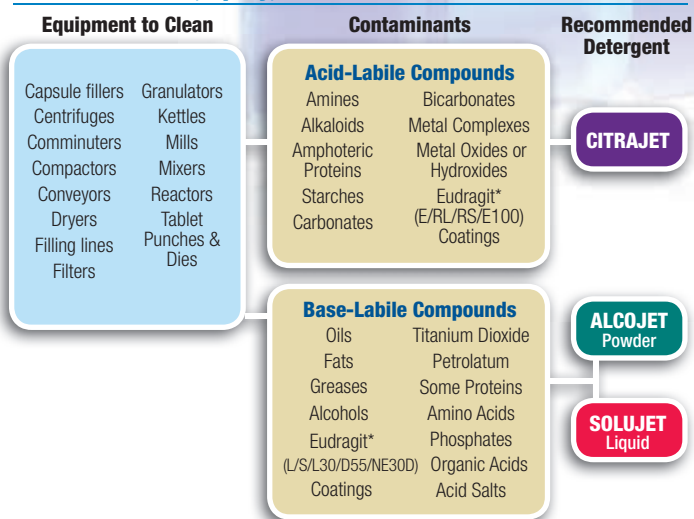 Equipment to Clean
Contaminants
Recommended
Detergent
Capsule fillers
Centrifuges
Comminuters
Compactors
Conveyors
Dryers
Filling lines
Filters
Granulators
Kettles
Mills
Mixers
Reactors
Tablet
Punches &
Dies
Acid-Labile Compounds
Amines
Alkaloids
Amphoteric
Proteins
Starches
Carbonates
Bicarbonates
Metal Complexes
Metal Oxides or
Hydroxides
Eudragit*
(E/RL/RS/E100)
Coatings
CITRAJET
Base-Labile Compounds
Oils
Fats
Greases
Alcohols
Eudragit*
(L/S/L30/D55/NE30D)
Coatings
Titanium Dioxide
Petrolatum
Some Proteins
Amino Acids
Phosphates
Organic Acids
Acid Salts
ALCOJET
Powder
SOLUJET
Liquid